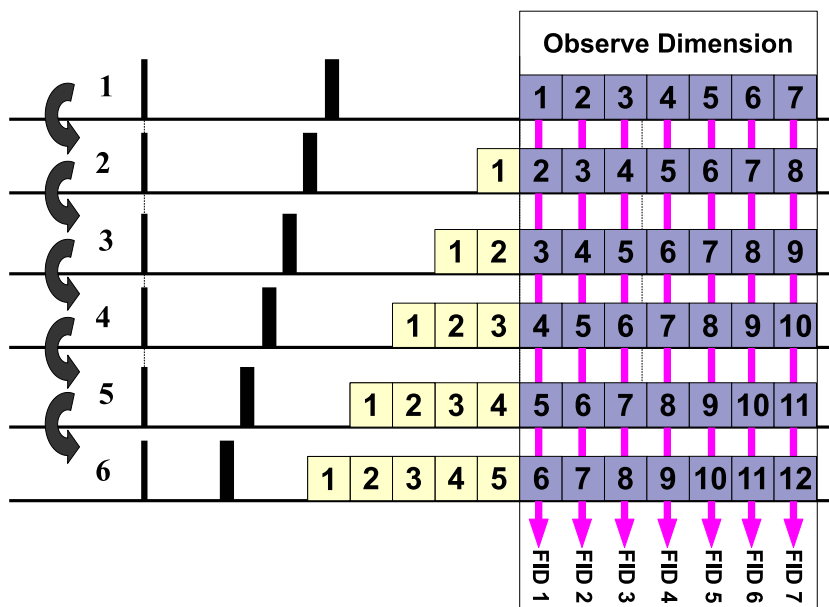 Observe Dimension
1 1 2 3 4 5 6 7
2 1 2 3 4 5 6 7 8
3 1 2 3 4 5 6 7 8 9
4 1 2 3 4 5 6 7 8 9 10
5 1 2 3 4 5 6 7 8 9 10 11
6 1 2 3 4 5 6 7 8 9 10 11 12
FID 1
FID 2
FID 3
FID 4
FID 5
FID 6
FID 7